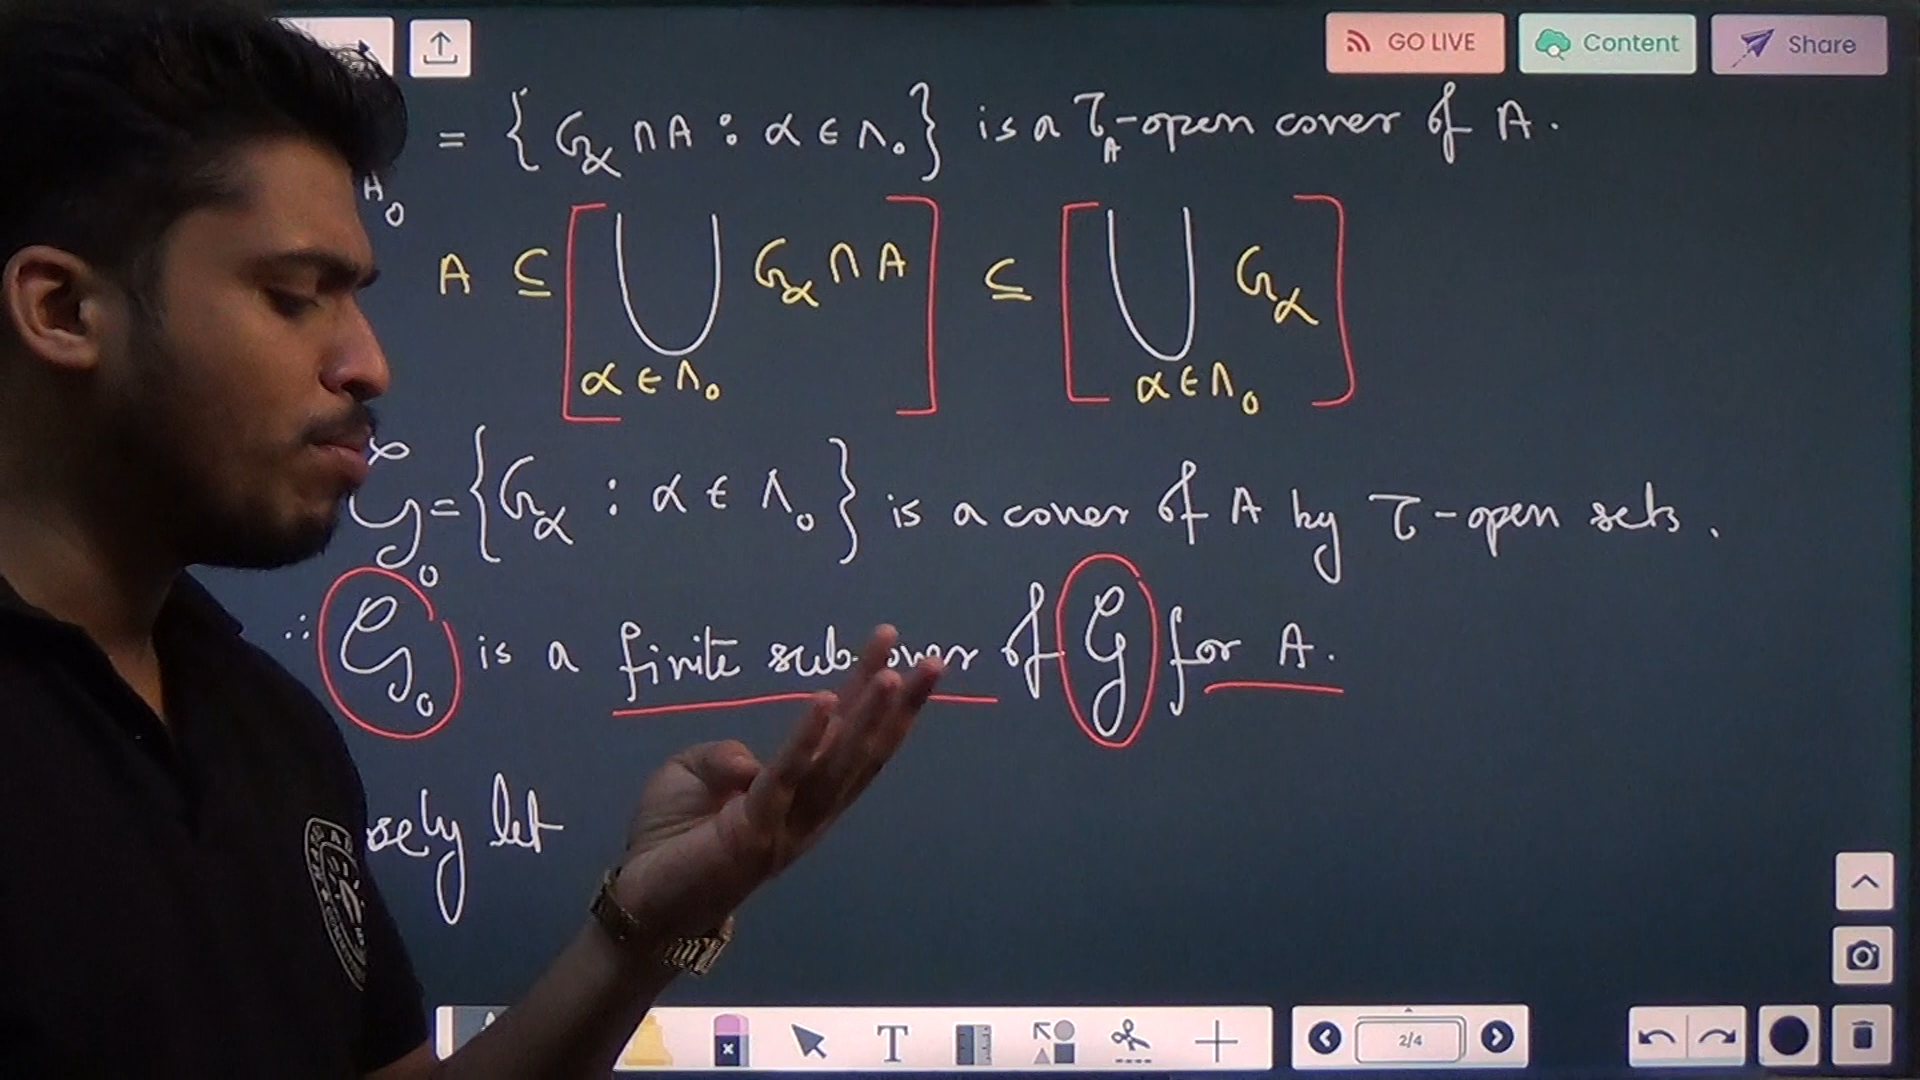 GO LIVE Content Share
= { G_α ∩ A : α ∈ Λ₀ } is a τ_A-open cover of A.
A ⊆ [ ⋃_{α ∈ Λ₀} G_α ∩ A ] ⊆ [ ⋃_{α ∈ Λ₀} G_α ]
𝒢₀ = { G_α : α ∈ Λ₀ } is a cover of A by τ-open sets.
∴ 𝒢₀ is a finite sub of 𝒢 for A.
let
T 2/4